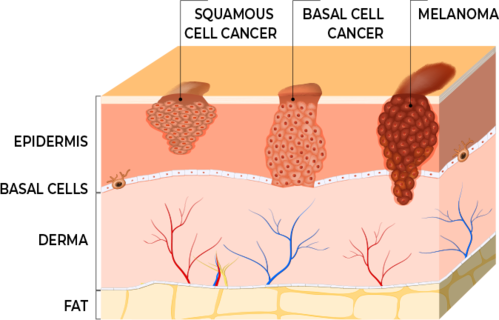 SQUAMOUS
CELL CANCER
BASAL CELL
CANCER
MELANOMA
EPIDERMIS
BASAL CELLS
DERMA
FAT